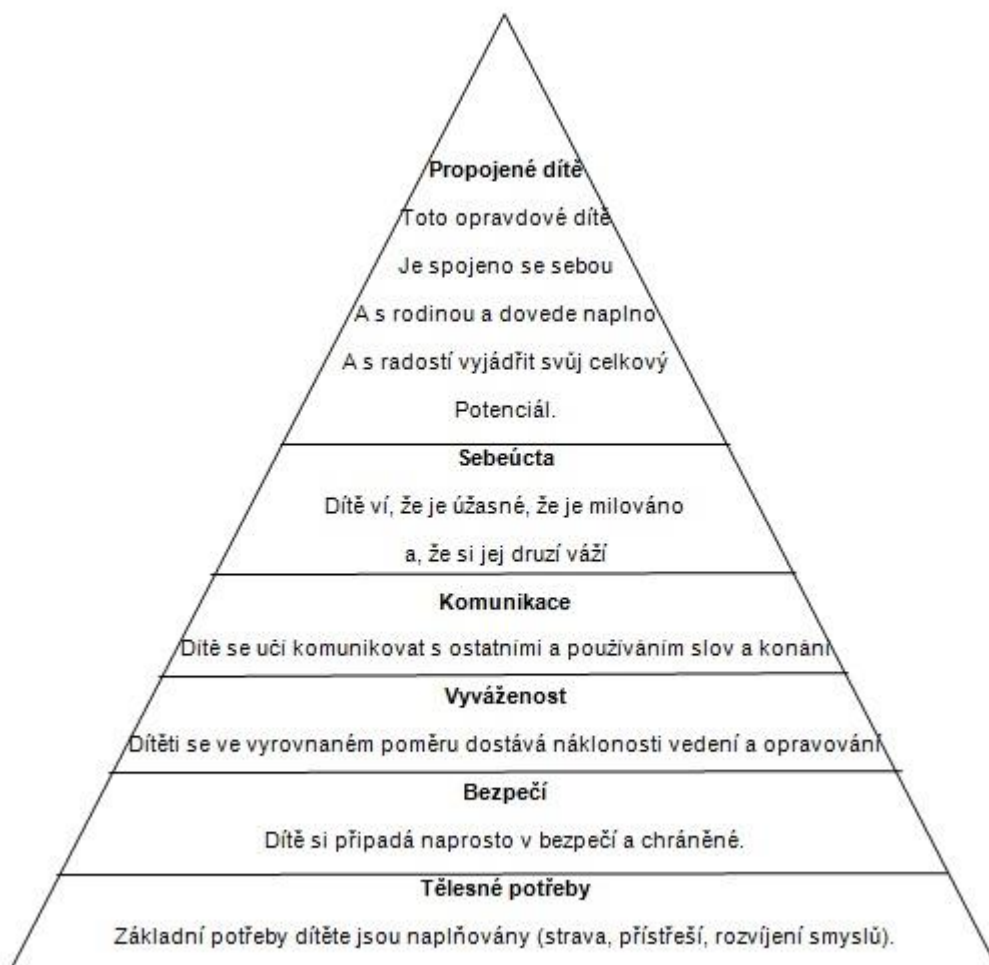 Propojené dítě
Toto opravdové dítě
Je spojeno se sebou
A s rodinou a dovede naplno
A s radostí vyjádřit svůj celkový
Potenciál.
Sebeúcta
Dítě ví, že je úžasné, že je milováno
a, že si jej druzí váží
Komunikace
Dítě se učí komunikovat s ostatními a používáním slov a konání
Vyváženost
Dítěti se ve vyrovnaném poměru dostává náklonosti vedení a opravování
Bezpečí
Dítě si připadá naprosto v bezpečí a chráněné.
Tělesné potřeby
Základní potřeby dítěte jsou naplňovány (strava, přístřeší, rozvíjení smyslů).